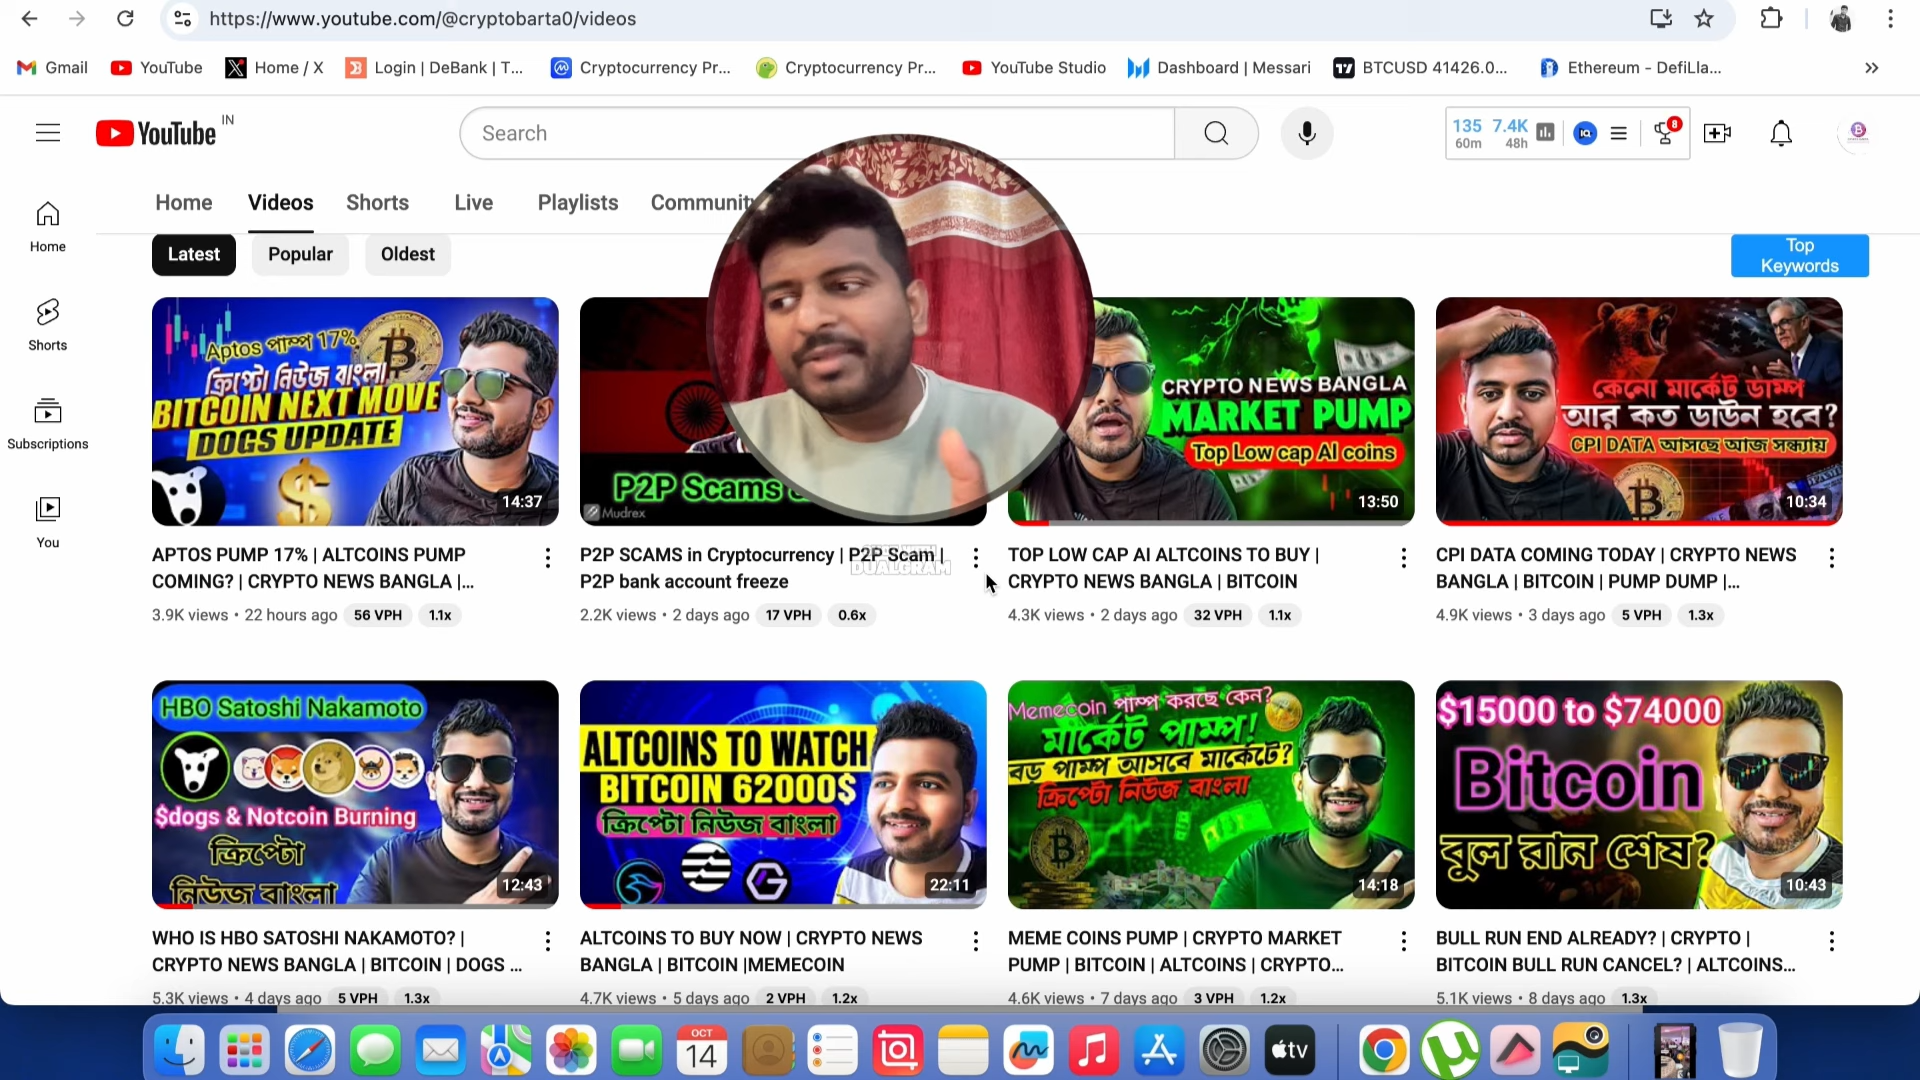 https://www.youtube.com/@cryptobarta0/videos
Gmail
YouTube
Home / X
Login | DeBank | T...
Cryptocurrency Pr...
Cryptocurrency Pr...
YouTube Studio
Dashboard | Messari
BTCUSD 41426.0...
Ethereum - DefiLla...
YouTube IN
Search
135 7.4K
60m 48h
8
Home
Videos
Shorts
Live
Playlists
Community
Home
Shorts
Subscriptions
You
Latest
Popular
Oldest
Top
Keywords
Aptos পাম্প 17%
ক্রিপ্টো নিউজ বাংলা
BITCOIN NEXT MOVE
DOGS UPDATE
14:37
P2P Scams
Mudrex
CRYPTO NEWS BANGLA
MARKET PUMP
Top Low cap AI coins
13:50
কেনো মার্কেট ডাম্প
আর কত ডাউন হবে?
CPI DATA আসছে আজ সন্ধ্যায়
10:34
APTOS PUMP 17% | ALTCOINS PUMP
COMING? | CRYPTO NEWS BANGLA |...
3.9K views • 22 hours ago 56 VPH 1.1x
P2P SCAMS in Cryptocurrency | P2P Scam |
P2P bank account freeze
DUALGRAM
2.2K views • 2 days ago 17 VPH 0.6x
TOP LOW CAP AI ALTCOINS TO BUY |
CRYPTO NEWS BANGLA | BITCOIN
4.3K views • 2 days ago 32 VPH 1.1x
CPI DATA COMING TODAY | CRYPTO NEWS
BANGLA | BITCOIN | PUMP DUMP |...
4.9K views • 3 days ago 5 VPH 1.3x
HBO Satoshi Nakamoto
$dogs & Notcoin Burning
ক্রিপ্টো
নিউজ বাংলা
12:43
ALTCOINS TO WATCH
BITCOIN 62000$
ক্রিপ্টো নিউজ বাংলা
22:11
Memecoin পাম্প করছে কেন?
মার্কেট পাম্প!
বড় পাম্প আসবে মার্কেটে?
ক্রিপ্টো নিউজ বাংলা
14:18
$15000 to $74000
Bitcoin
বুল রান শেষ?
10:43
WHO IS HBO SATOSHI NAKAMOTO? |
CRYPTO NEWS BANGLA | BITCOIN | DOGS ...
5.3K views • 4 days ago 5 VPH 1.3x
ALTCOINS TO BUY NOW | CRYPTO NEWS
BANGLA | BITCOIN |MEMECOIN
4.7K views • 5 days ago 2 VPH 1.2x
MEME COINS PUMP | CRYPTO MARKET
PUMP | BITCOIN | ALTCOINS | CRYPTO...
4.6K views • 7 days ago 3 VPH 1.2x
BULL RUN END ALREADY? | CRYPTO |
BITCOIN BULL RUN CANCEL? | ALTCOINS...
5.1K views • 8 days ago 1.3x
OCT
14
tv